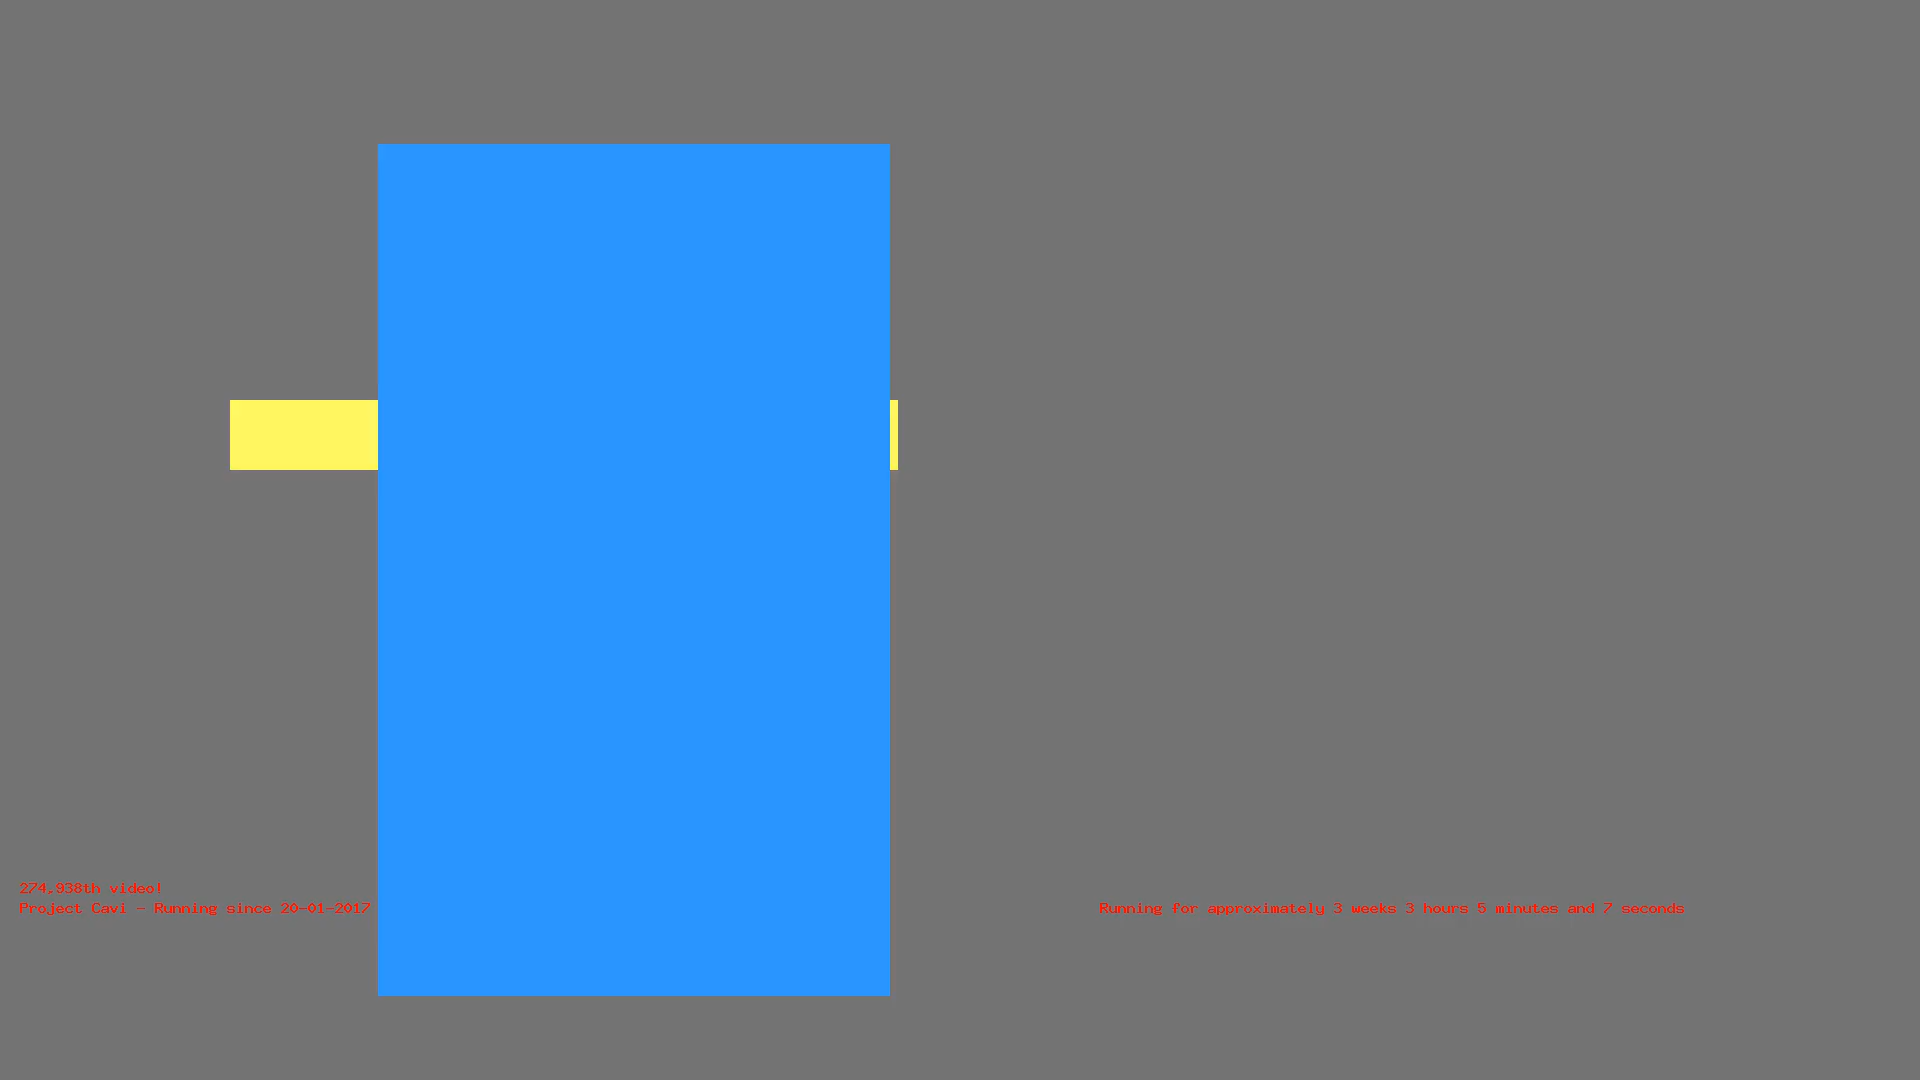 274,938th video!
Project Cavi - Running since 20-01-2017
Running for approximately 3 weeks 3 hours 5 minutes and 7 seconds